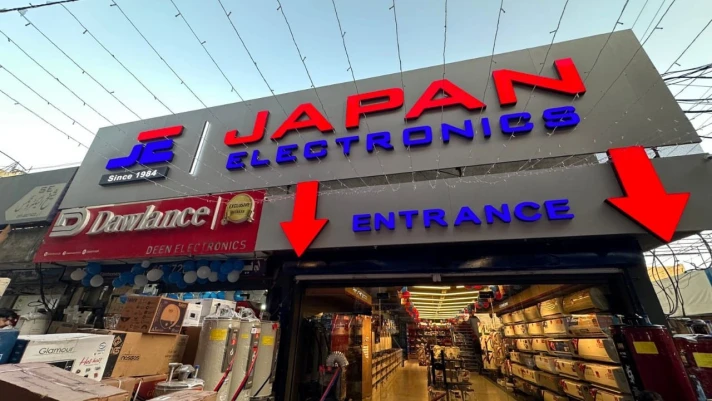 JE
Since 1984
JAPAN
ELECTRONICS
Dawlance
DEEN ELECTRONICS
ENTRANCE
Glamour